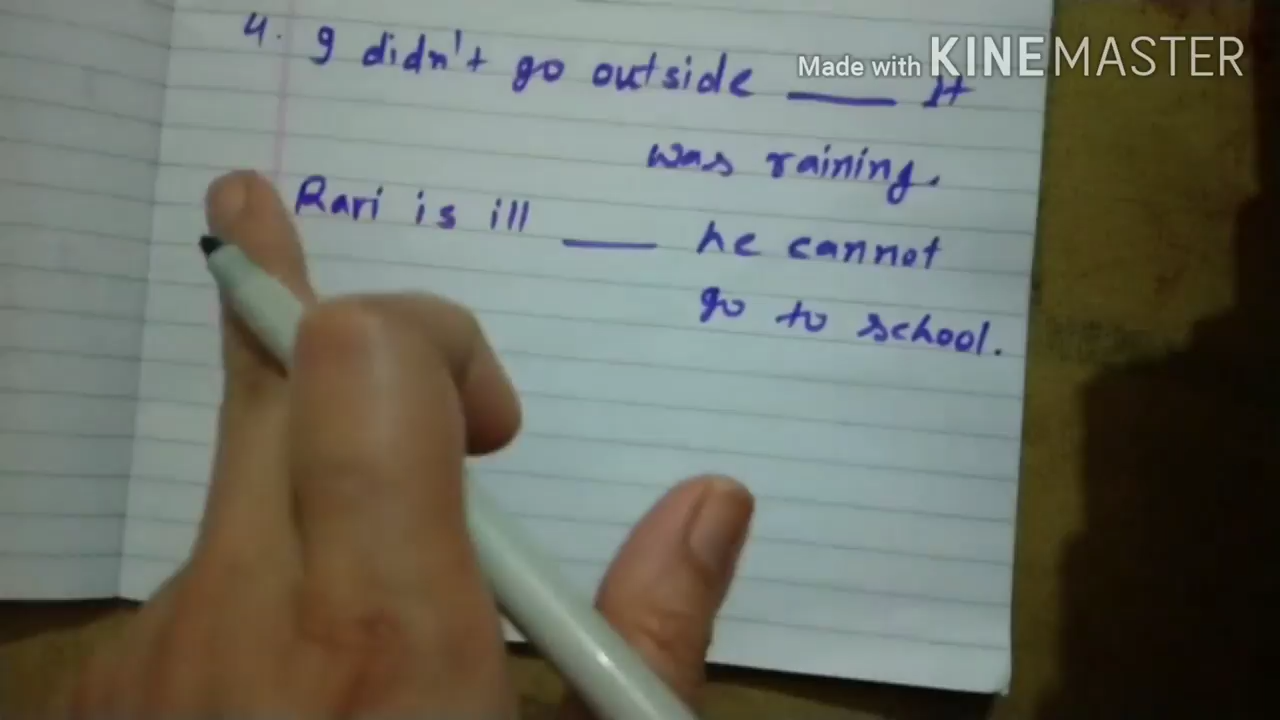 Made with KINEMASTER
4. I didn't go outside ____ It
was raining.
Rari is ill ____ he cannot
go to school.